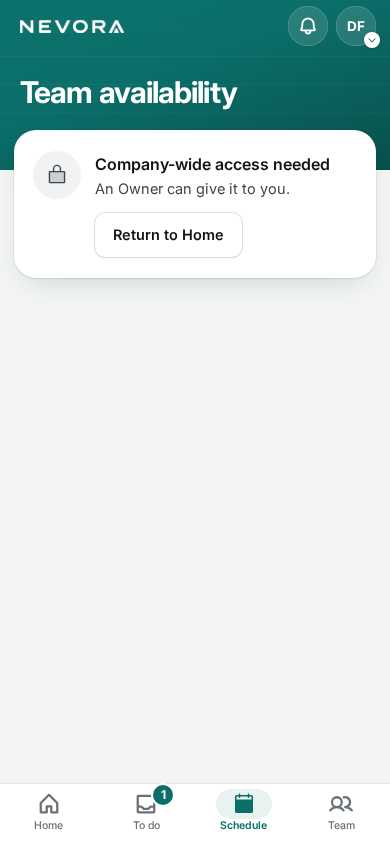 NEVORA
DF
Team availability
Company-wide access needed
An Owner can give it to you.
Return to Home
1
Home
To do
Schedule
Team